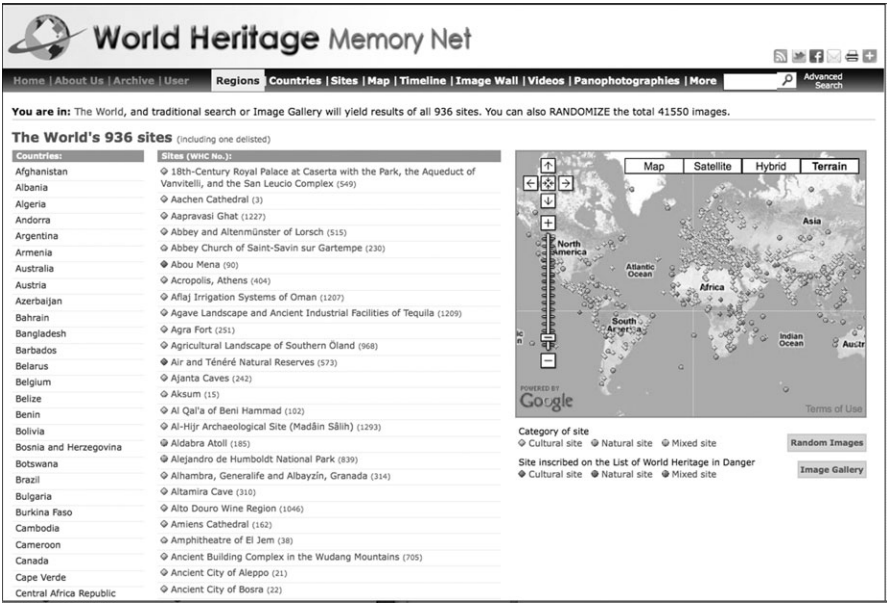 World Heritage Memory Net
Home | About Us | Archive | User Regions Countries | Sites | Map | Timeline | Image Wall | Videos | Panophotographies | More Advanced
Search
You are in: The World, and traditional search or Image Gallery will yield results of all 936 sites. You can also RANDOMIZE the total 41550 images.
The World's 936 sites (including one delisted)
Countries:
Afghanistan
Albania
Algeria
Andorra
Argentina
Armenia
Australia
Austria
Azerbaijan
Bahrain
Bangladesh
Barbados
Belarus
Belgium
Belize
Benin
Bolivia
Bosnia and Herzegovina
Botswana
Brazil
Bulgaria
Burkina Faso
Cambodia
Cameroon
Canada
Cape Verde
Central Africa Republic
Sites (WHC No.):
18th-Century Royal Palace at Caserta with the Park, the Aqueduct of
Vanvitelli, and the San Leucio Complex (549)
Aachen Cathedral (3)
Aapravasi Ghat (1227)
Abbey and Altenmünster of Lorsch (515)
Abbey Church of Saint-Savin sur Gartempe (230)
Abou Mena (90)
Acropolis, Athens (404)
Aflaj Irrigation Systems of Oman (1207)
Agave Landscape and Ancient Industrial Facilities of Tequila (1209)
Agra Fort (251)
Agricultural Landscape of Southern Öland (968)
Air and Ténéré Natural Reserves (573)
Ajanta Caves (242)
Aksum (15)
Al Qal'a of Beni Hammad (102)
Al-Hijr Archaeological Site (Madâin Sâlih) (1293)
Aldabra Atoll (185)
Alejandro de Humboldt National Park (839)
Alhambra, Generalife and Albayzín, Granada (314)
Altamira Cave (310)
Alto Douro Wine Region (1046)
Amiens Cathedral (162)
Amphitheatre of El Jem (38)
Ancient Building Complex in the Wudang Mountains (705)
Ancient City of Aleppo (21)
Ancient City of Bosra (22)
Map Satellite Hybrid Terrain
North
America
Atlantic
Ocean
Asia
Africa
South
America
Indian
Ocean
Austr
POWERED BY
Google
Terms of Use
Category of site
Cultural site Natural site Mixed site
Site inscribed on the List of World Heritage in Danger
Cultural site Natural site Mixed site
Random Images
Image Gallery